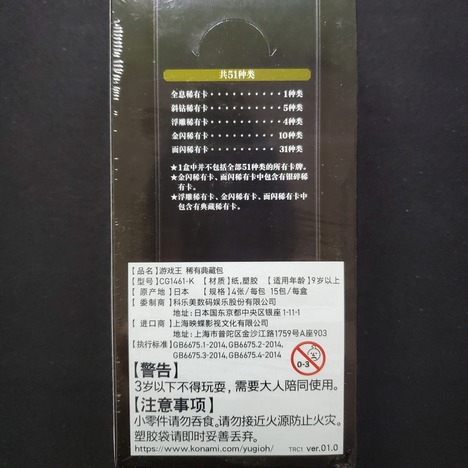 共51种类
全息稀有卡··········1种类
斜钻稀有卡··········5种类
浮雕稀有卡··········4种类
金闪稀有卡··········10种类
面闪稀有卡··········31种类
★1盒中并不包括全部51种类的所有卡牌。
★金闪稀有卡、面闪稀有卡中包含有银碎稀
有卡。
★浮雕稀有卡、金闪稀有卡、面闪稀有卡中
包含有典藏稀有卡。
【品名】游戏王 稀有典藏包
【型号】CG1461-K 【材质】纸,塑胶 【适用年龄】9岁以上
【原产地】日本 【规格】4张/每包 15包/每盒
【委制商】科乐美数码娱乐股份有限公司
地址:日本国东京都中央区银座1-11-1
【进口商】上海映蝶影视文化有限公司
地址:上海市普陀区金沙江路1759号A座903
【执行标准】GB6675.1-2014, GB6675.2-2014,
GB6675.3-2014, GB6675.4-2014
0-3
【警告】
3岁以下不得玩耍,需要大人陪同使用。
【注意事项】
小零件请勿吞食。请勿接近火源防止火灾。
塑胶袋请即时妥善丢弃。
https://www.konami.com/yugioh/ TRC1 ver.01.0